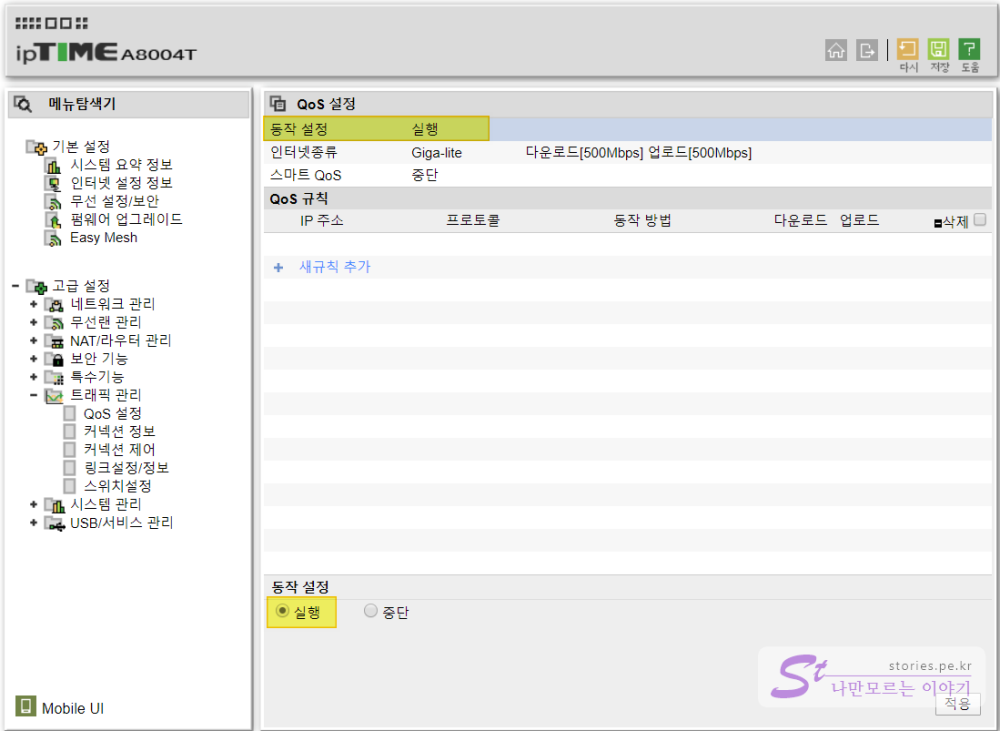 ipTIME A8004T
다시 저장 도움
메뉴탐색기
기본 설정
시스템 요약 정보
인터넷 설정 정보
무선 설정/보안
펌웨어 업그레이드
Easy Mesh
고급 설정
네트워크 관리
무선랜 관리
NAT/라우터 관리
보안 기능
특수기능
트래픽 관리
QoS 설정
커넥션 정보
커넥션 제어
링크설정/정보
스위치설정
시스템 관리
USB/서비스 관리
Mobile UI
QoS 설정
동작 설정 실행
인터넷종류 Giga-lite 다운로드[500Mbps] 업로드[500Mbps]
스마트 QoS 중단
QoS 규칙
IP 주소 프로토콜 동작 방법 다운로드 업로드 삭제
+ 새규칙 추가
동작 설정
실행 중단
St stories.pe.kr
나만모르는 이야기
적용